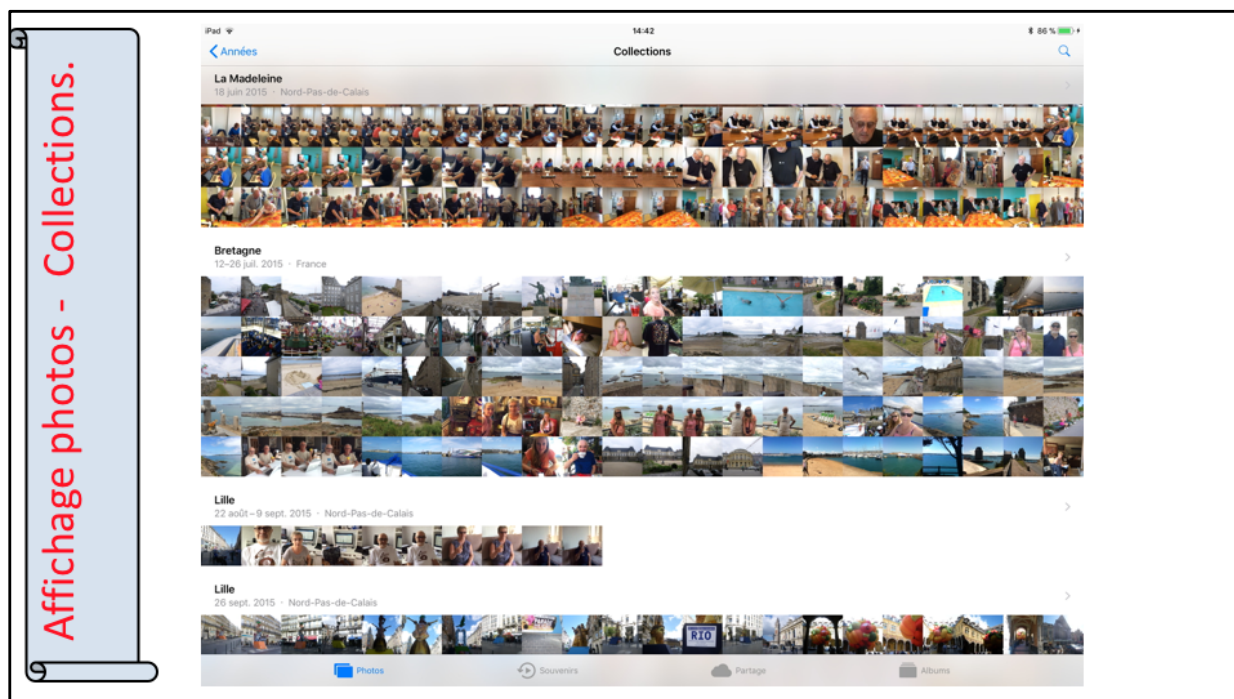 Affichage photos - Collections.
iPad 14:42 86 %
Années Collections
La Madeleine
18 juin 2015 · Nord-Pas-de-Calais
Bretagne
12–26 juil. 2015 · France
Lille
22 août – 9 sept. 2015 · Nord-Pas-de-Calais
Lille
26 sept. 2015 · Nord-Pas-de-Calais
RIO
Photos Souvenirs Partage Albums